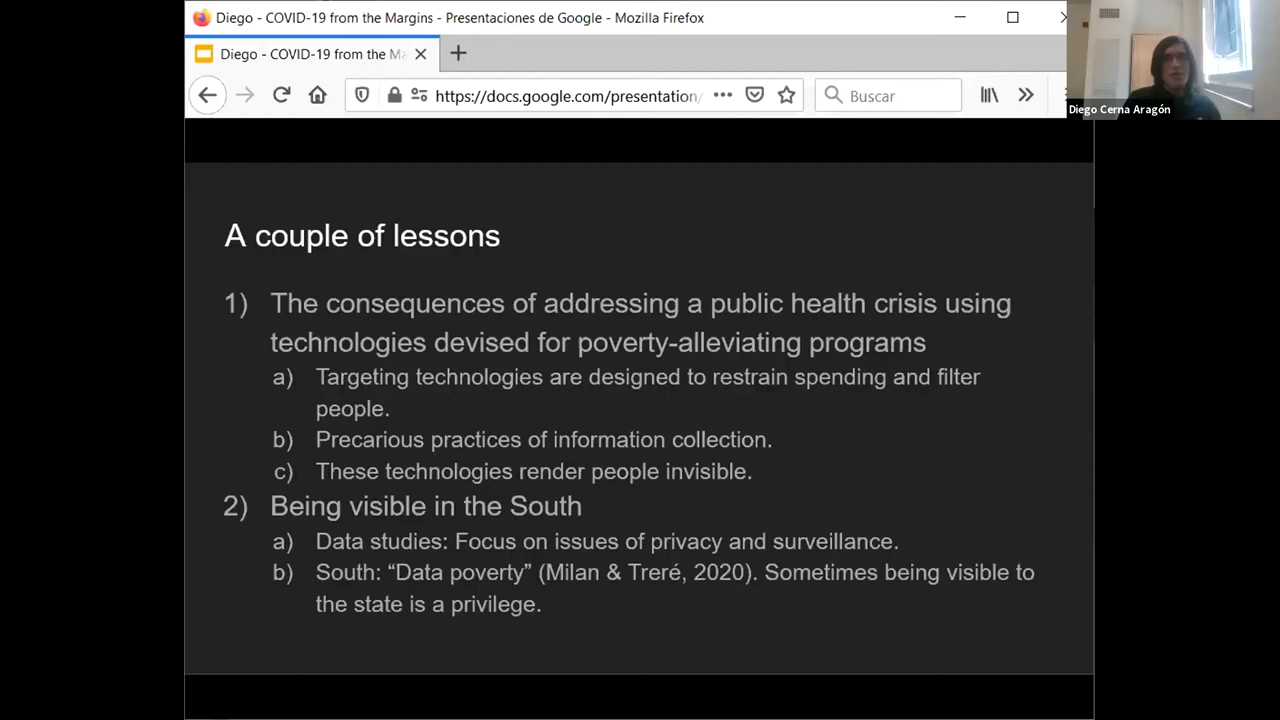 Diego - COVID-19 from the Margins - Presentaciones de Google - Mozilla Firefox
Diego - COVID-19 from the Ma
https://docs.google.com/presentation/
Buscar
Diego Cerna Aragón
A couple of lessons
1) The consequences of addressing a public health crisis using
technologies devised for poverty-alleviating programs
a) Targeting technologies are designed to restrain spending and filter
people.
b) Precarious practices of information collection.
c) These technologies render people invisible.
2) Being visible in the South
a) Data studies: Focus on issues of privacy and surveillance.
b) South: “Data poverty” (Milan & Treré, 2020). Sometimes being visible to
the state is a privilege.